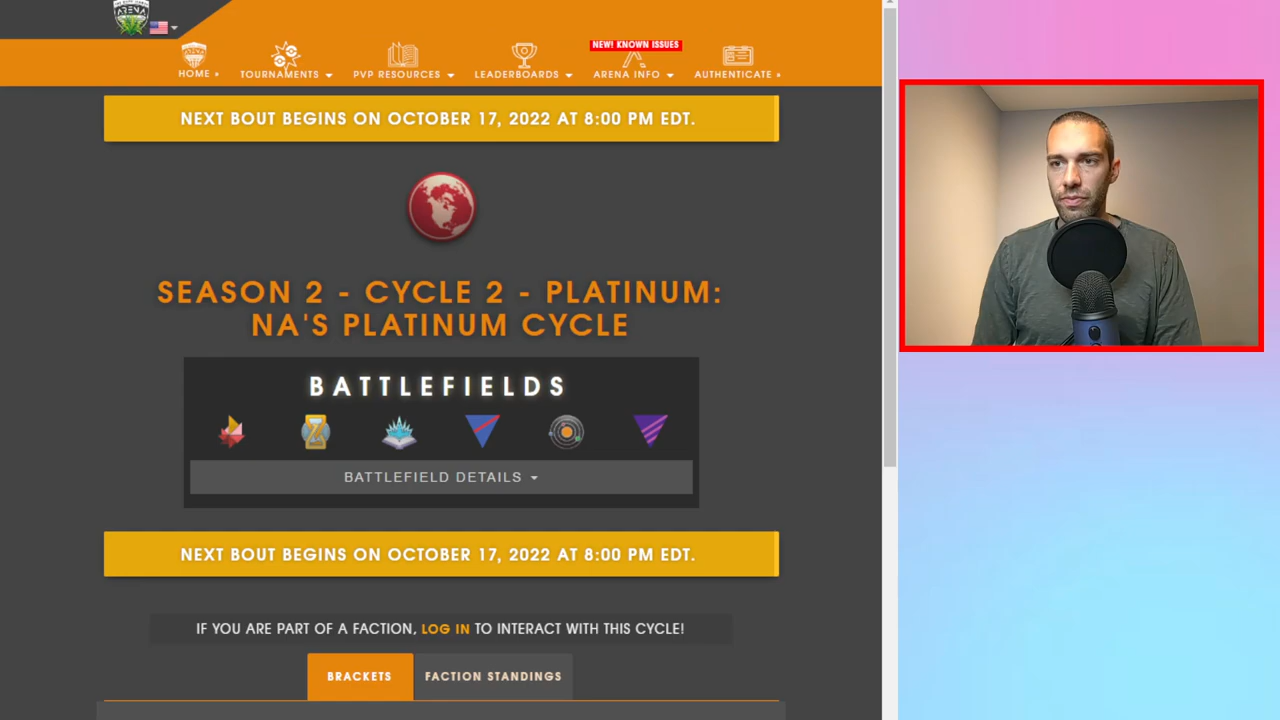 ARENA
NEW! KNOWN ISSUES
HOME »
TOURNAMENTS
PVP RESOURCES
LEADERBOARDS
ARENA INFO
AUTHENTICATE »
NEXT BOUT BEGINS ON OCTOBER 17, 2022 AT 8:00 PM EDT.
SEASON 2 - CYCLE 2 - PLATINUM:
NA'S PLATINUM CYCLE
BATTLEFIELDS
BATTLEFIELD DETAILS
NEXT BOUT BEGINS ON OCTOBER 17, 2022 AT 8:00 PM EDT.
IF YOU ARE PART OF A FACTION, LOG IN TO INTERACT WITH THIS CYCLE!
BRACKETS
FACTION STANDINGS